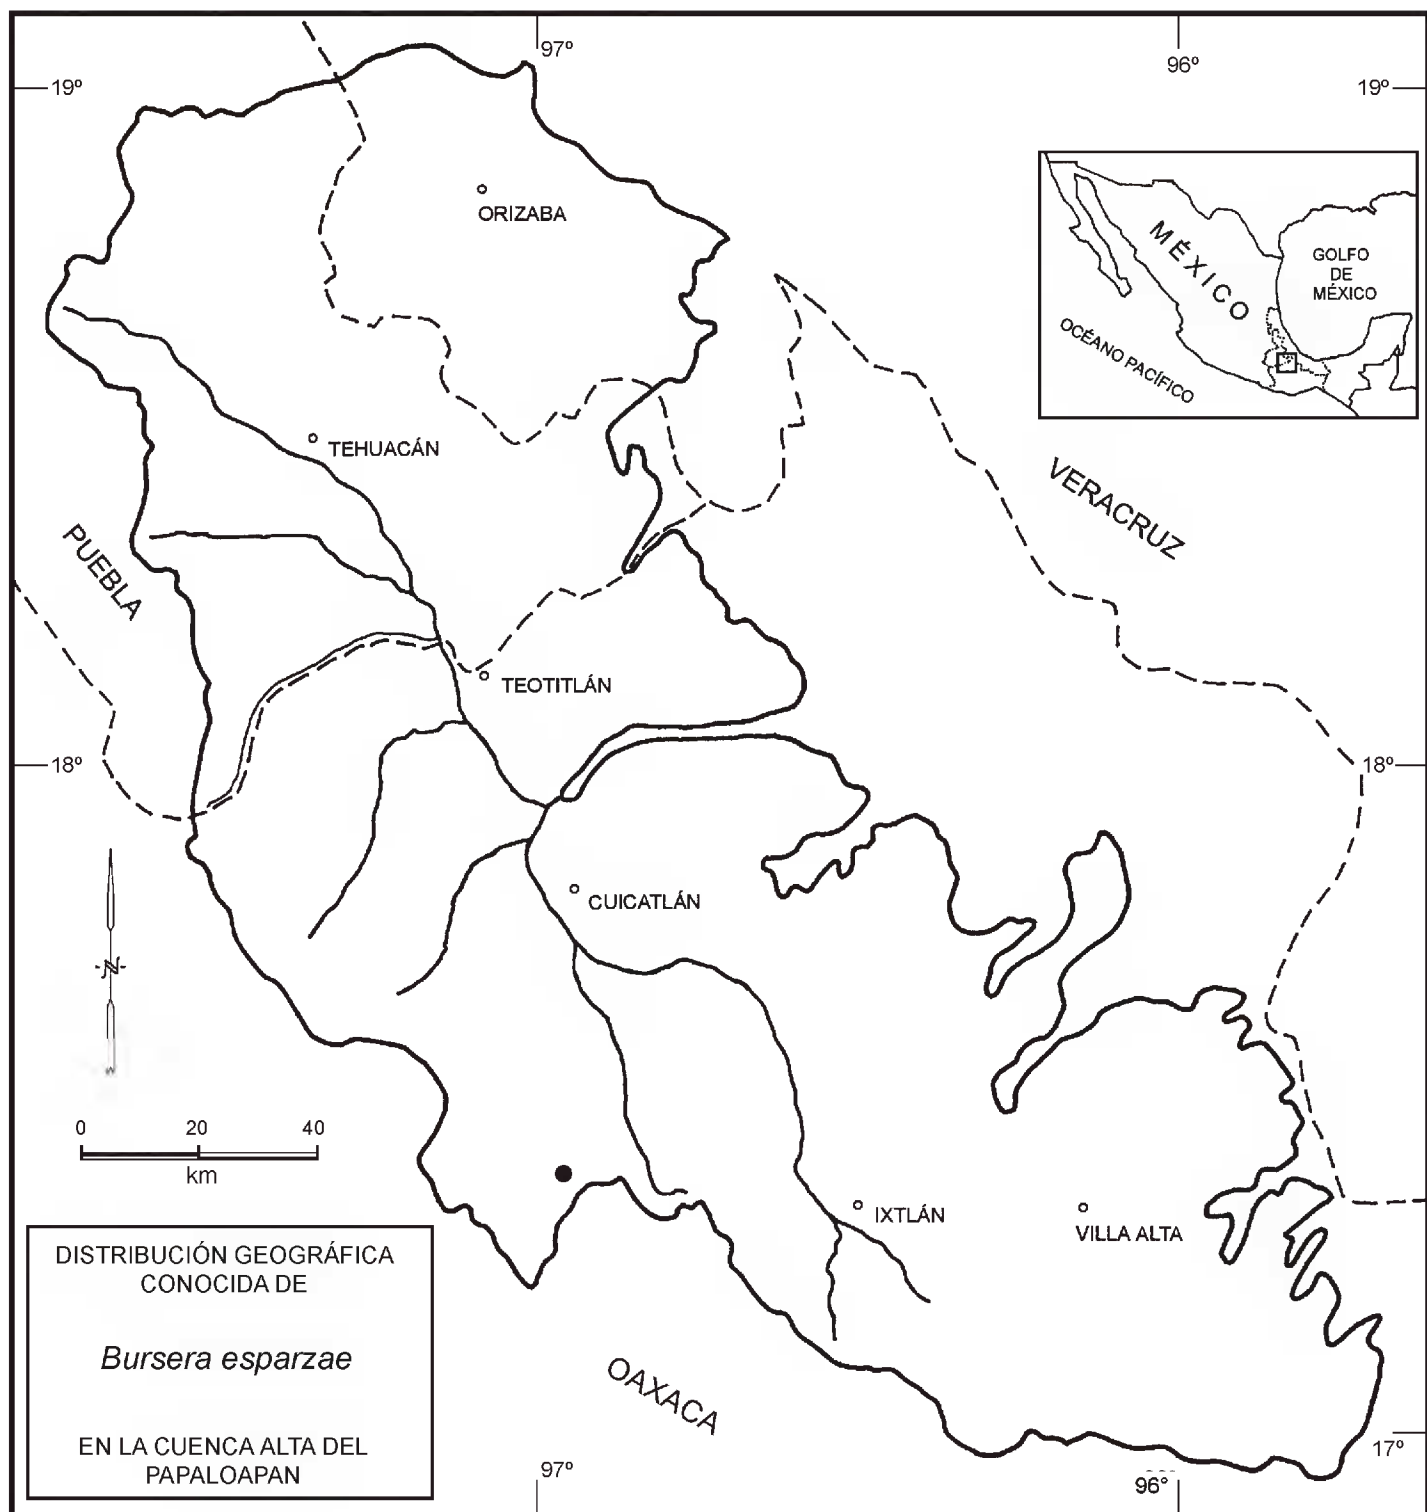 97º
96º
19º
19º
ORIZABA
MÉXICO
GOLFO
DE
MÉXICO
OCÉANO PACÍFICO
TEHUACÁN
VERACRUZ
PUEBLA
TEOTITLÁN
18º
18º
CUICATLÁN
N
0 20 40
km
IXTLÁN
VILLA ALTA
DISTRIBUCIÓN GEOGRÁFICA
CONOCIDA DE
Bursera esparzae
EN LA CUENCA ALTA DEL
PAPALOAPAN
OAXACA
17º
97º
96º